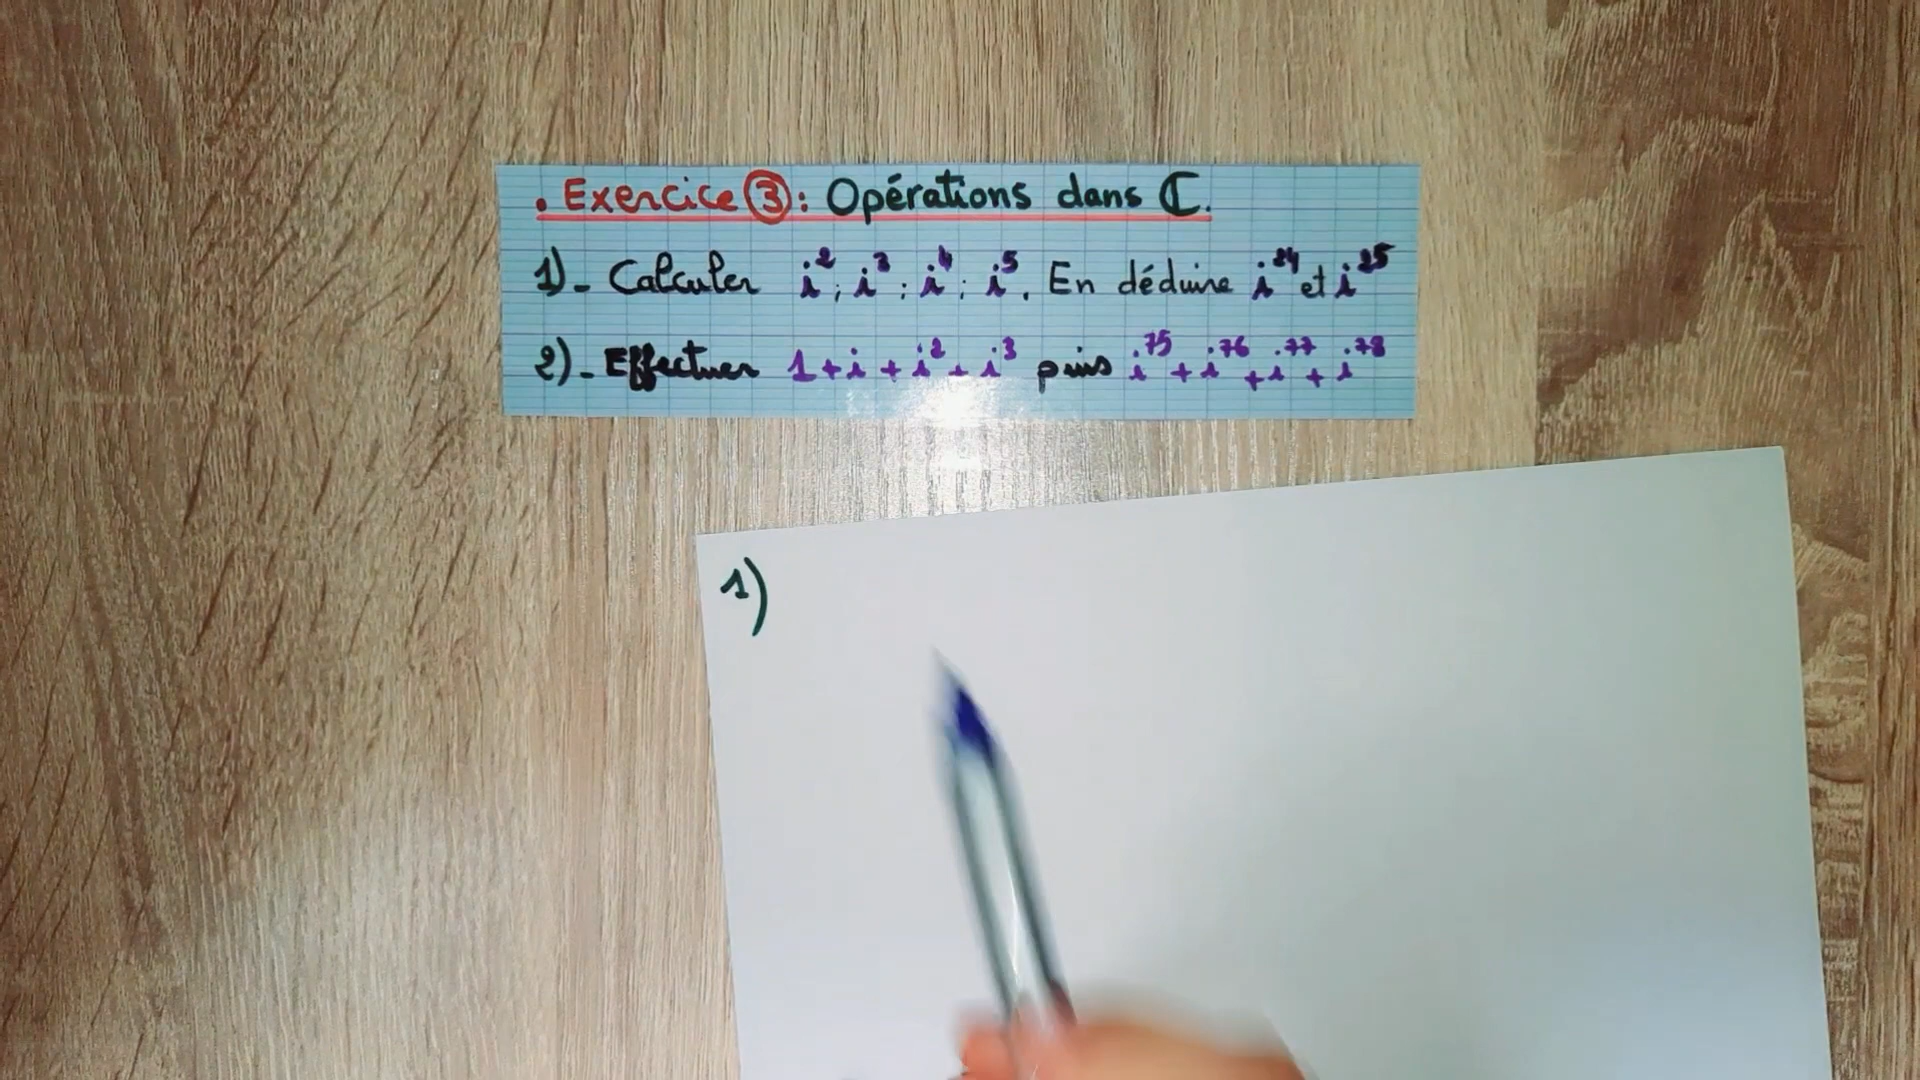 . Exercice ③ : Opérations dans ℂ.
1)_ Calculer i² ; i³ ; i⁴ ; i⁵. En déduire i²⁴ et i²⁵
2)_ Effectuer 1+i+i²+i³ puis i⁷⁵+i⁷⁶+i⁷⁷+i⁷⁸
1)